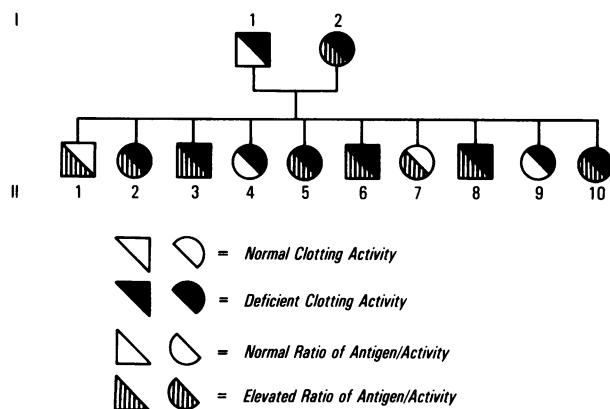 I
1 2
II
1 2 3 4 5 6 7 8 9 10
= Normal Clotting Activity
= Deficient Clotting Activity
= Normal Ratio of Antigen/Activity
= Elevated Ratio of Antigen/Activity